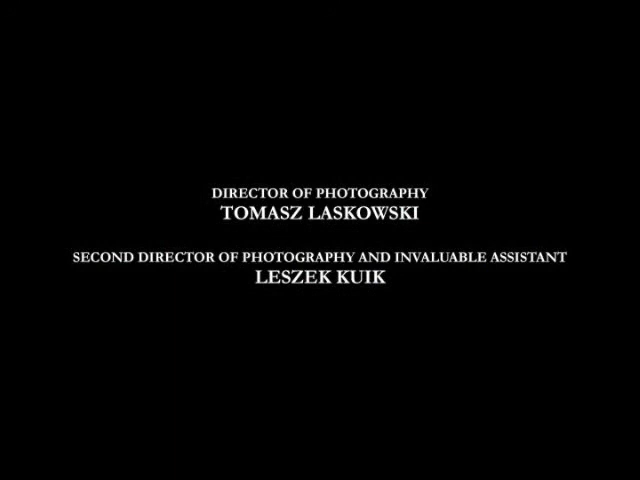 DIRECTOR OF PHOTOGRAPHY
TOMASZ LASKOWSKI
SECOND DIRECTOR OF PHOTOGRAPHY AND INVALUABLE ASSISTANT
LESZEK KUIK